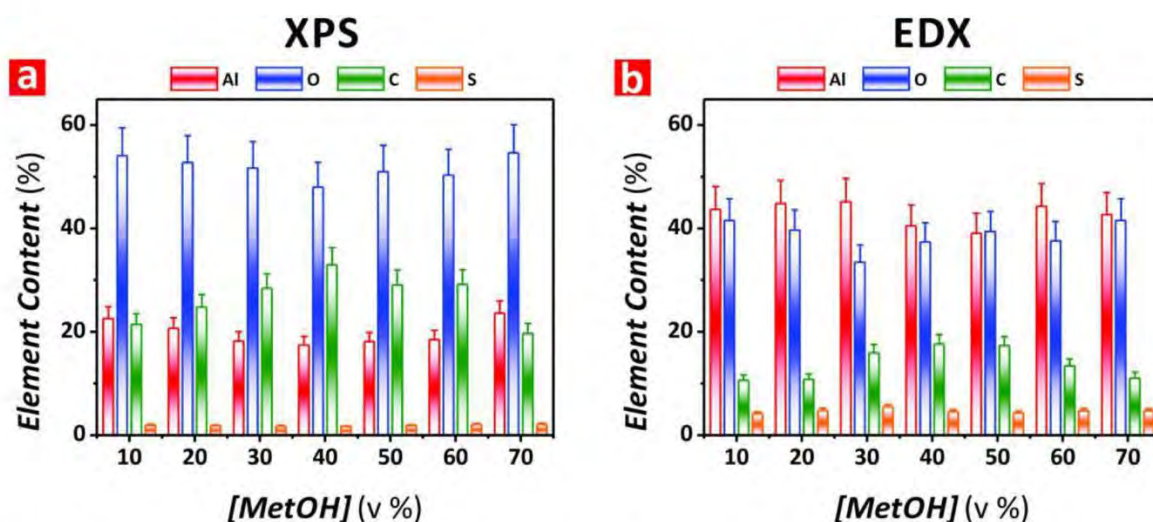 XPS
a
Al O C S
Element Content (%)
60
40
20
0
10 20 30 40 50 60 70
[MetOH] (v %)
EDX
b
Al O C S
Element Content (%)
60
40
20
0
10 20 30 40 50 60 70
[MetOH] (v %)